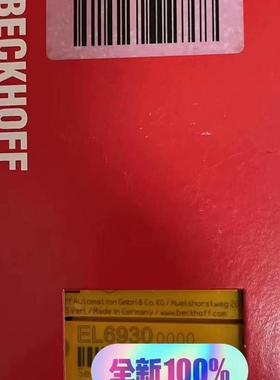 BECKHOFF
ff Automation GmbH & Co. KG / Huelshorstweg 20
Verl / Made in Germany / www.beckhoff.com
EL6930 0000
全新100%